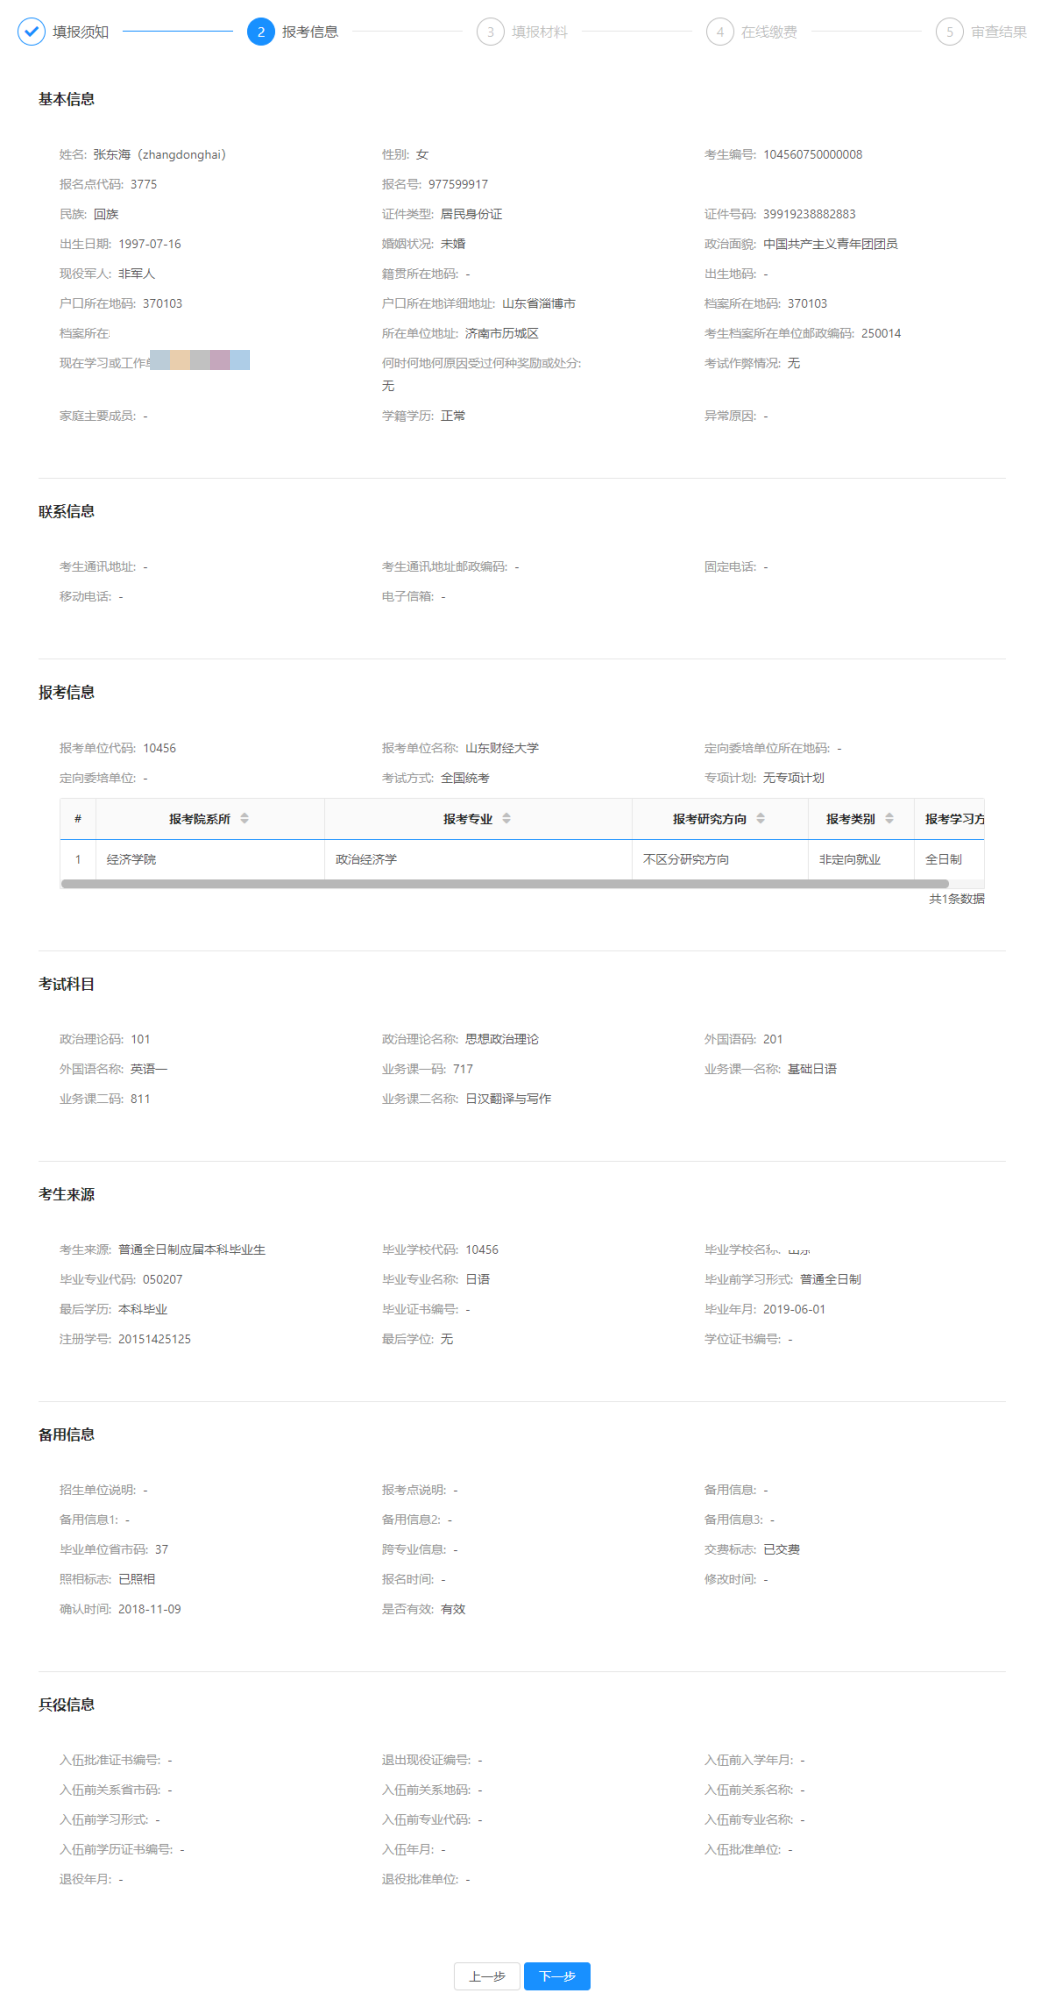 填报须知 2 报考信息 3 填报材料 4 在线缴费 5 审查结果
基本信息
姓名: 张东海（zhangdonghai） 性别: 女 考生编号: 104560750000008
报名点代码: 3775 报名号: 977599917
民族: 回族 证件类型: 居民身份证 证件号码: 39919238882883
出生日期: 1997-07-16 婚姻状况: 未婚 政治面貌: 中国共产主义青年团团员
现役军人: 非军人 籍贯所在地码: - 出生地码: -
户口所在地码: 370103 户口所在地详细地址: 山东省淄博市 档案所在地码: 370103
档案所在 所在单位地址: 济南市历城区 考生档案所在单位邮政编码: 250014
现在学习或工作 何时何地何原因受过何种奖励或处分: 考试作弊情况: 无
无
家庭主要成员: - 学籍学历: 正常 异常原因: -
联系信息
考生通讯地址: - 考生通讯地址邮政编码: - 固定电话: -
移动电话: - 电子信箱: -
报考信息
报考单位代码: 10456 报考单位名称: 山东财经大学 定向委培单位所在地码: -
定向委培单位: - 考试方式: 全国统考 专项计划: 无专项计划
# 报考院系所 报考专业 报考研究方向 报考类别 报考学习方
1 经济学院 政治经济学 不区分研究方向 非定向就业 全日制
共1条数据
考试科目
政治理论码: 101 政治理论名称: 思想政治理论 外国语码: 201
外国语名称: 英语一 业务课一码: 717 业务课一名称: 基础日语
业务课二码: 811 业务课二名称: 日汉翻译与写作
考生来源
考生来源: 普通全日制应届本科毕业生 毕业学校代码: 10456 毕业学校名称:
毕业专业代码: 050207 毕业专业名称: 日语 毕业前学习形式: 普通全日制
最后学历: 本科毕业 毕业证书编号: - 毕业年月: 2019-06-01
注册学号: 20151425125 最后学位: 无 学位证书编号: -
备用信息
招生单位说明: - 报考点说明: - 备用信息: -
备用信息1: - 备用信息2: - 备用信息3: -
毕业单位省市码: 37 跨专业信息: - 交费标志: 已交费
照相标志: 已照相 报名时间: - 修改时间: -
确认时间: 2018-11-09 是否有效: 有效
兵役信息
入伍批准证书编号: - 退出现役证编号: - 入伍前入学年月: -
入伍前关系省市码: - 入伍前关系地码: - 入伍前关系名称: -
入伍前学习形式: - 入伍前专业代码: - 入伍前专业名称: -
入伍前学历证书编号: - 入伍年月: - 入伍批准单位: -
退役年月: - 退役批准单位: -
上一步 下一步